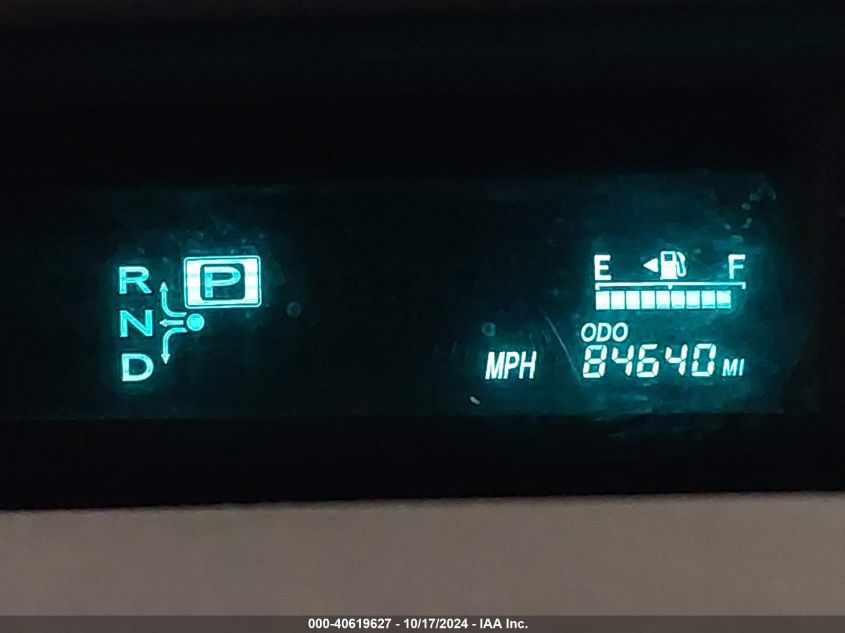 R P
N
D
E F
ODO
MPH 84640 MI
000-40619627 - 10/17/2024 - IAA Inc.